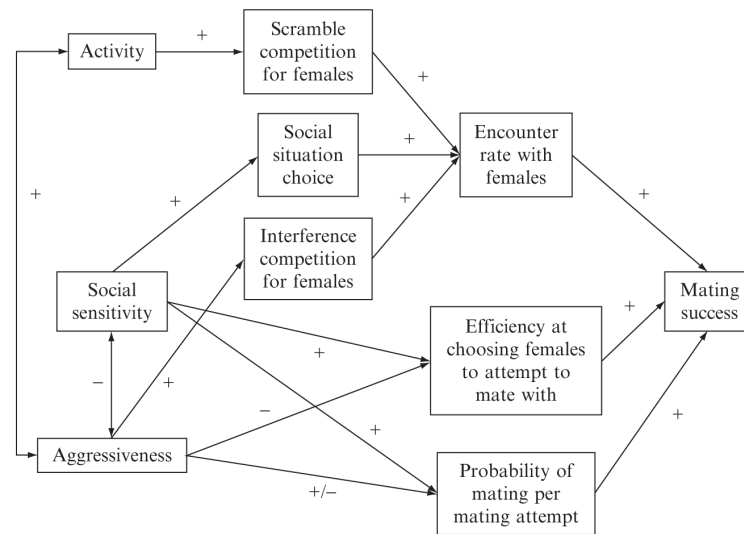 Activity
+
Scramble
competition
for females
+
Social
situation
choice
+
Encounter
rate with
females
+
+
+
+
Interference
competition
for females
Social
sensitivity
Mating
success
+
Efficiency at
choosing females
to attempt to
mate with
+
–
+
–
+
+
Aggressiveness
+/–
Probability of
mating per
mating attempt